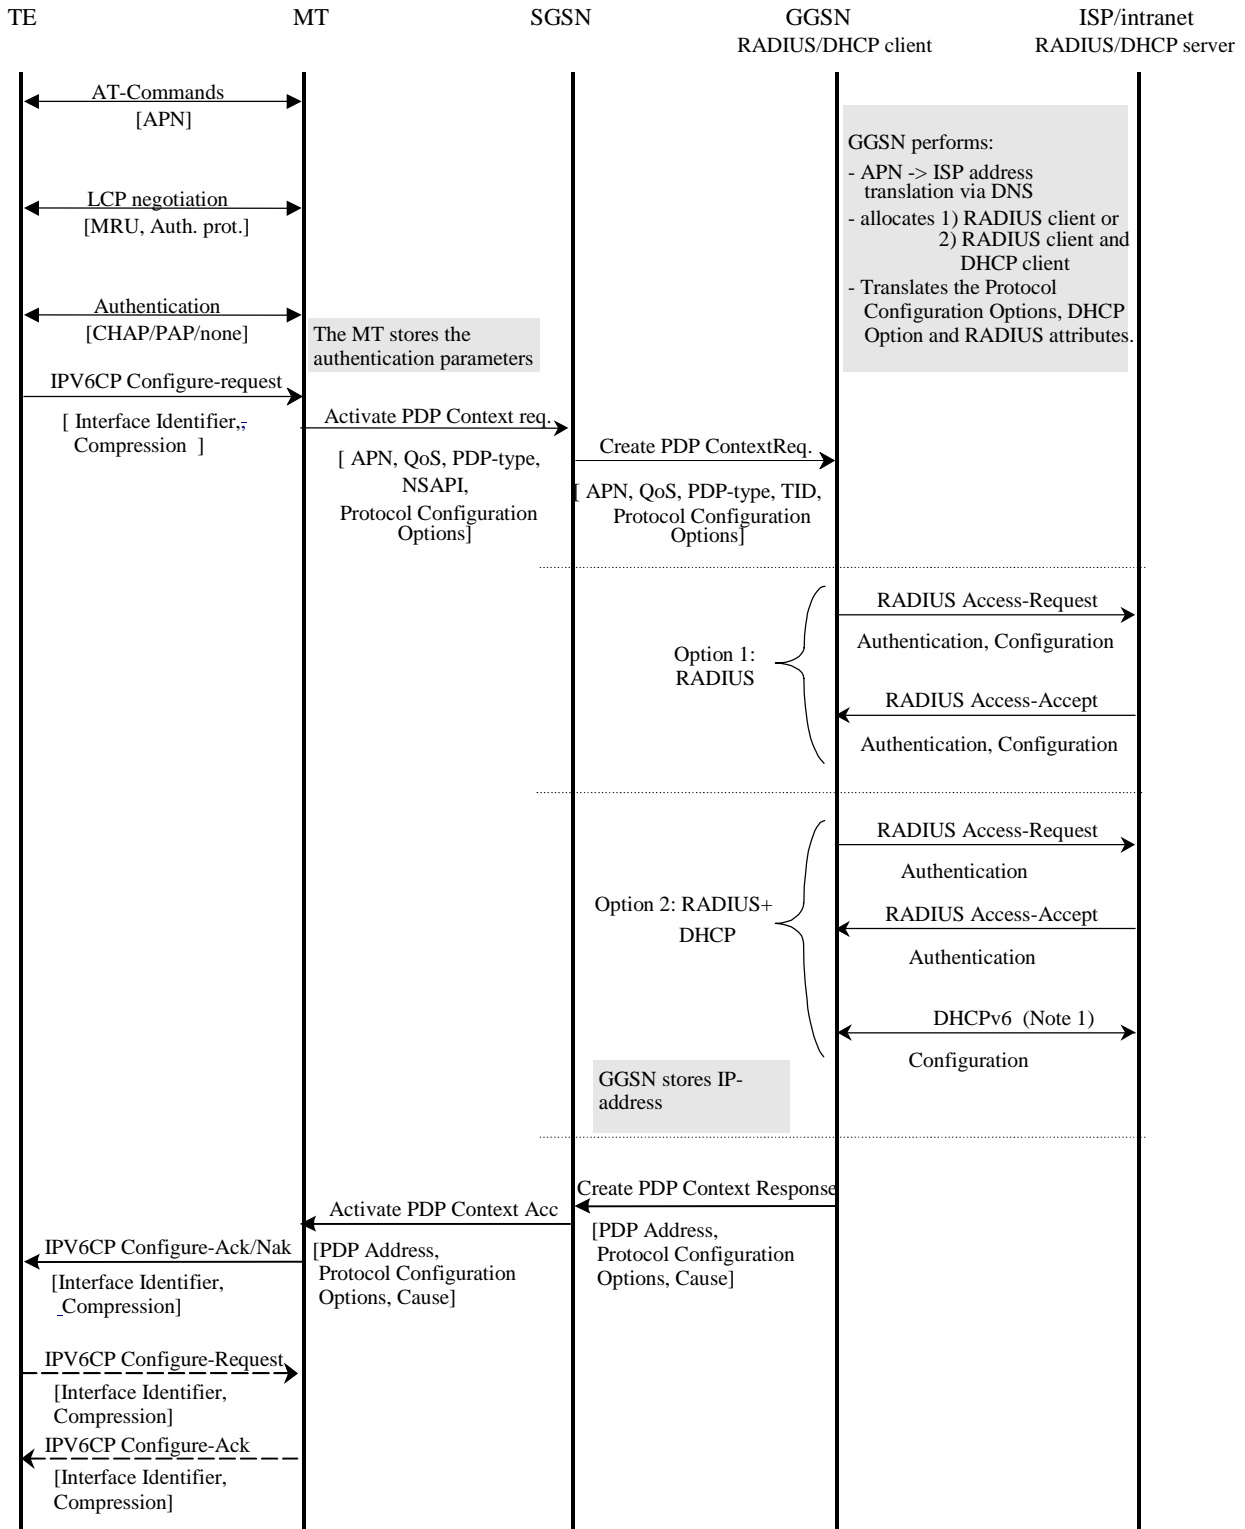 TE
MT
SGSN
GGSN
ISP/intranet
RADIUS/DHCP client
RADIUS/DHCP server
AT-Commands
[APN]
GGSN performs:
- APN -> ISP address
translation via DNS
- allocates 1) RADIUS client or
2) RADIUS client and
DHCP client
- Translates the Protocol
Configuration Options, DHCP
Option and RADIUS attributes.
LCP negotiation
[MRU, Auth. prot.]
Authentication
[CHAP/PAP/none]
The MT stores the
authentication parameters
IPV6CP Configure-request
[ Interface Identifier,,
Compression ]
Activate PDP Context req.
[ APN, QoS, PDP-type,
NSAPI,
Protocol Configuration
Options]
Create PDP ContextReq.
[ APN, QoS, PDP-type, TID,
Protocol Configuration
Options]
Option 1:
RADIUS
RADIUS Access-Request
Authentication, Configuration
RADIUS Access-Accept
Authentication, Configuration
Option 2: RADIUS+
DHCP
RADIUS Access-Request
Authentication
RADIUS Access-Accept
Authentication
DHCPv6 (Note 1)
Configuration
GGSN stores IP-
address
Create PDP Context Response
[PDP Address,
Protocol Configuration
Options, Cause]
Activate PDP Context Acc
[PDP Address,
Protocol Configuration
Options, Cause]
IPV6CP Configure-Ack/Nak
[Interface Identifier,
Compression]
IPV6CP Configure-Request
[Interface Identifier,
Compression]
IPV6CP Configure-Ack
[Interface Identifier,
Compression]